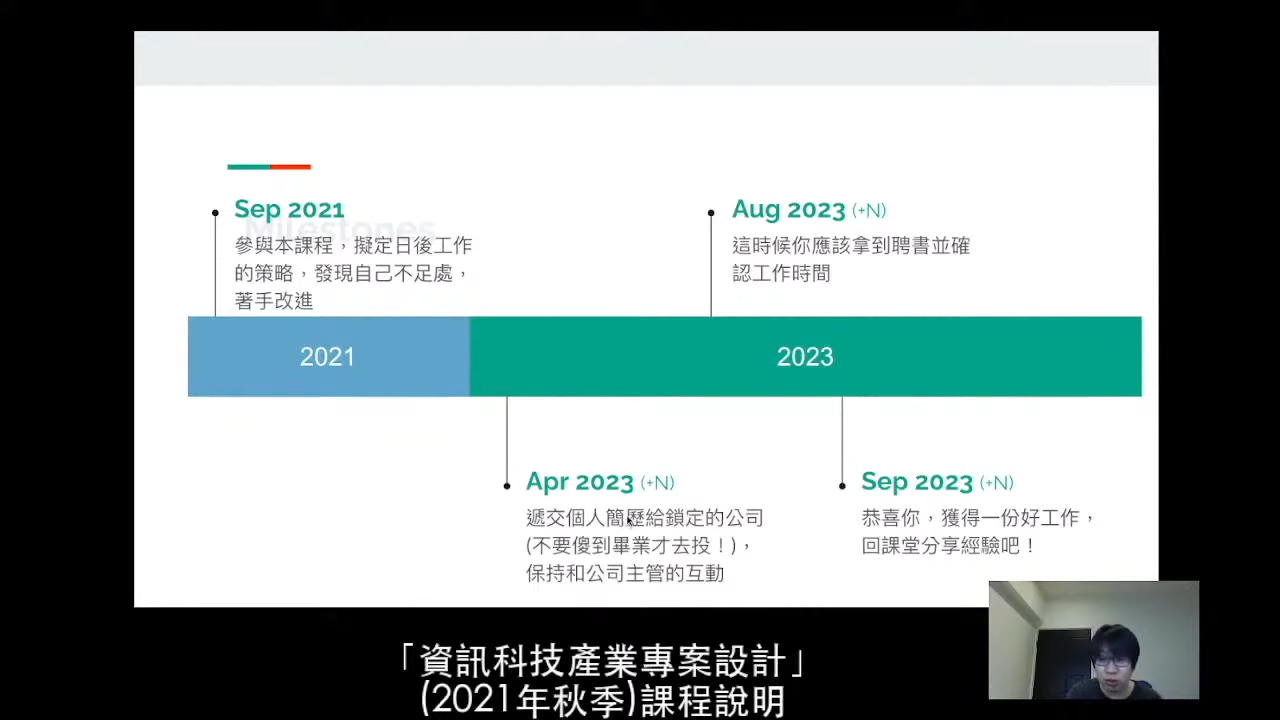 Milestones
Sep 2021
參與本課程，擬定日後工作
的策略，發現自己不足處，
著手改進
Aug 2023 (+N)
這時候你應該拿到聘書並確
認工作時間
2021
2023
Apr 2023 (+N)
遞交個人簡歷給鎖定的公司
(不要傻到畢業才去投！)，
保持和公司主管的互動
Sep 2023 (+N)
恭喜你，獲得一份好工作，
回課堂分享經驗吧！
「資訊科技產業專案設計」
(2021年秋季)課程說明